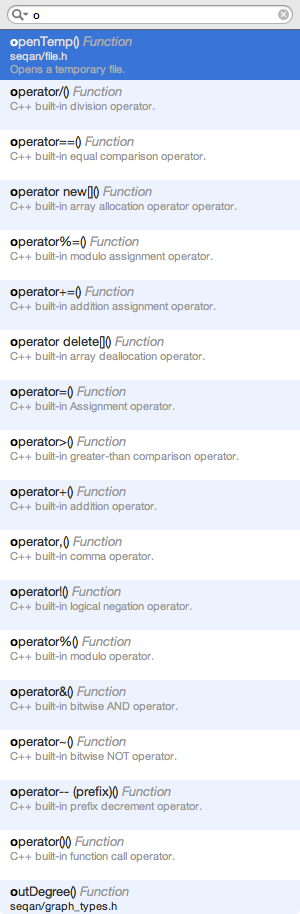 o
openTemp() Function
seqan/file.h
Opens a temporary file.
operator/() Function
C++ built-in division operator.
operator==() Function
C++ built-in equal comparison operator.
operator new[]() Function
C++ built-in array allocation operator operator.
operator%=() Function
C++ built-in modulo assignment operator.
operator+=() Function
C++ built-in addition assignment operator.
operator delete[]() Function
C++ built-in array deallocation operator.
operator=() Function
C++ built-in Assignment operator.
operator>() Function
C++ built-in greater-than comparison operator.
operator+() Function
C++ built-in addition operator.
operator,() Function
C++ built-in comma operator.
operator!() Function
C++ built-in logical negation operator.
operator%() Function
C++ built-in modulo operator.
operator&() Function
C++ built-in bitwise AND operator.
operator~() Function
C++ built-in bitwise NOT operator.
operator-- (prefix)() Function
C++ built-in prefix decrement operator.
operator()() Function
C++ built-in function call operator.
outDegree() Function
seqan/graph_types.h